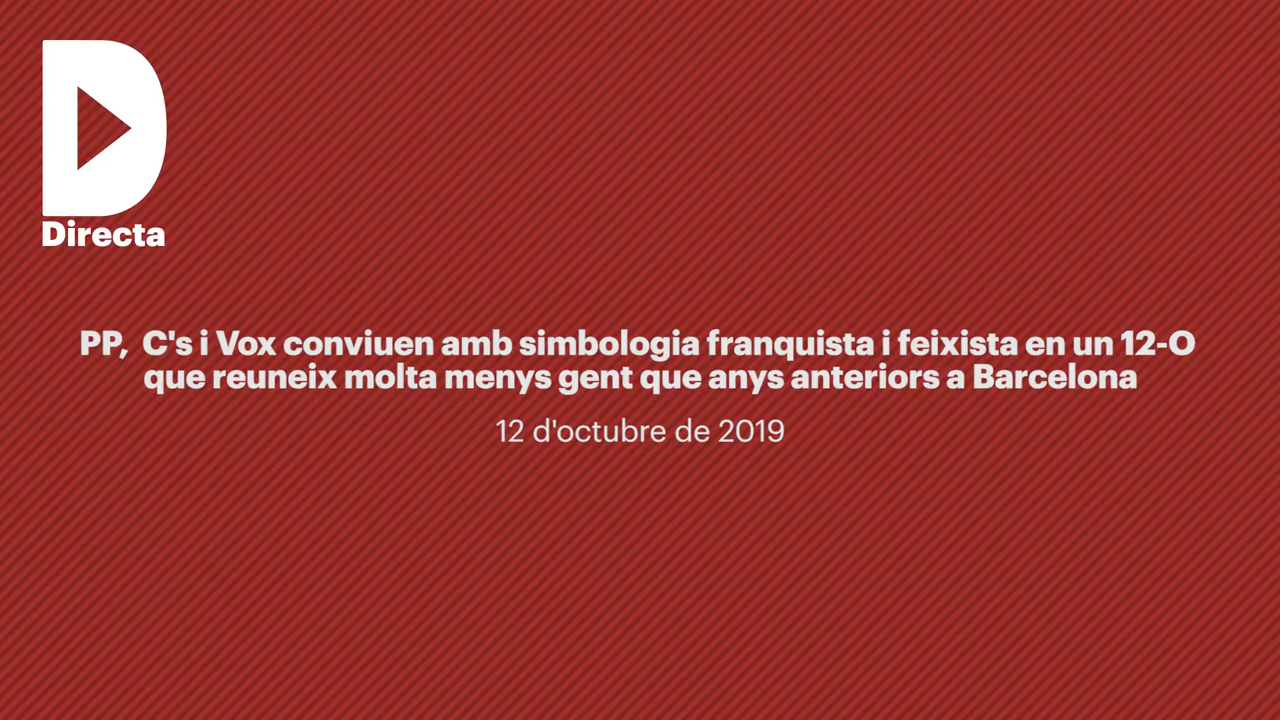 Directa
PP, C's i Vox conviuen amb simbologia franquista i feixista en un 12-O
que reuneix molta menys gent que anys anteriors a Barcelona
12 d'octubre de 2019